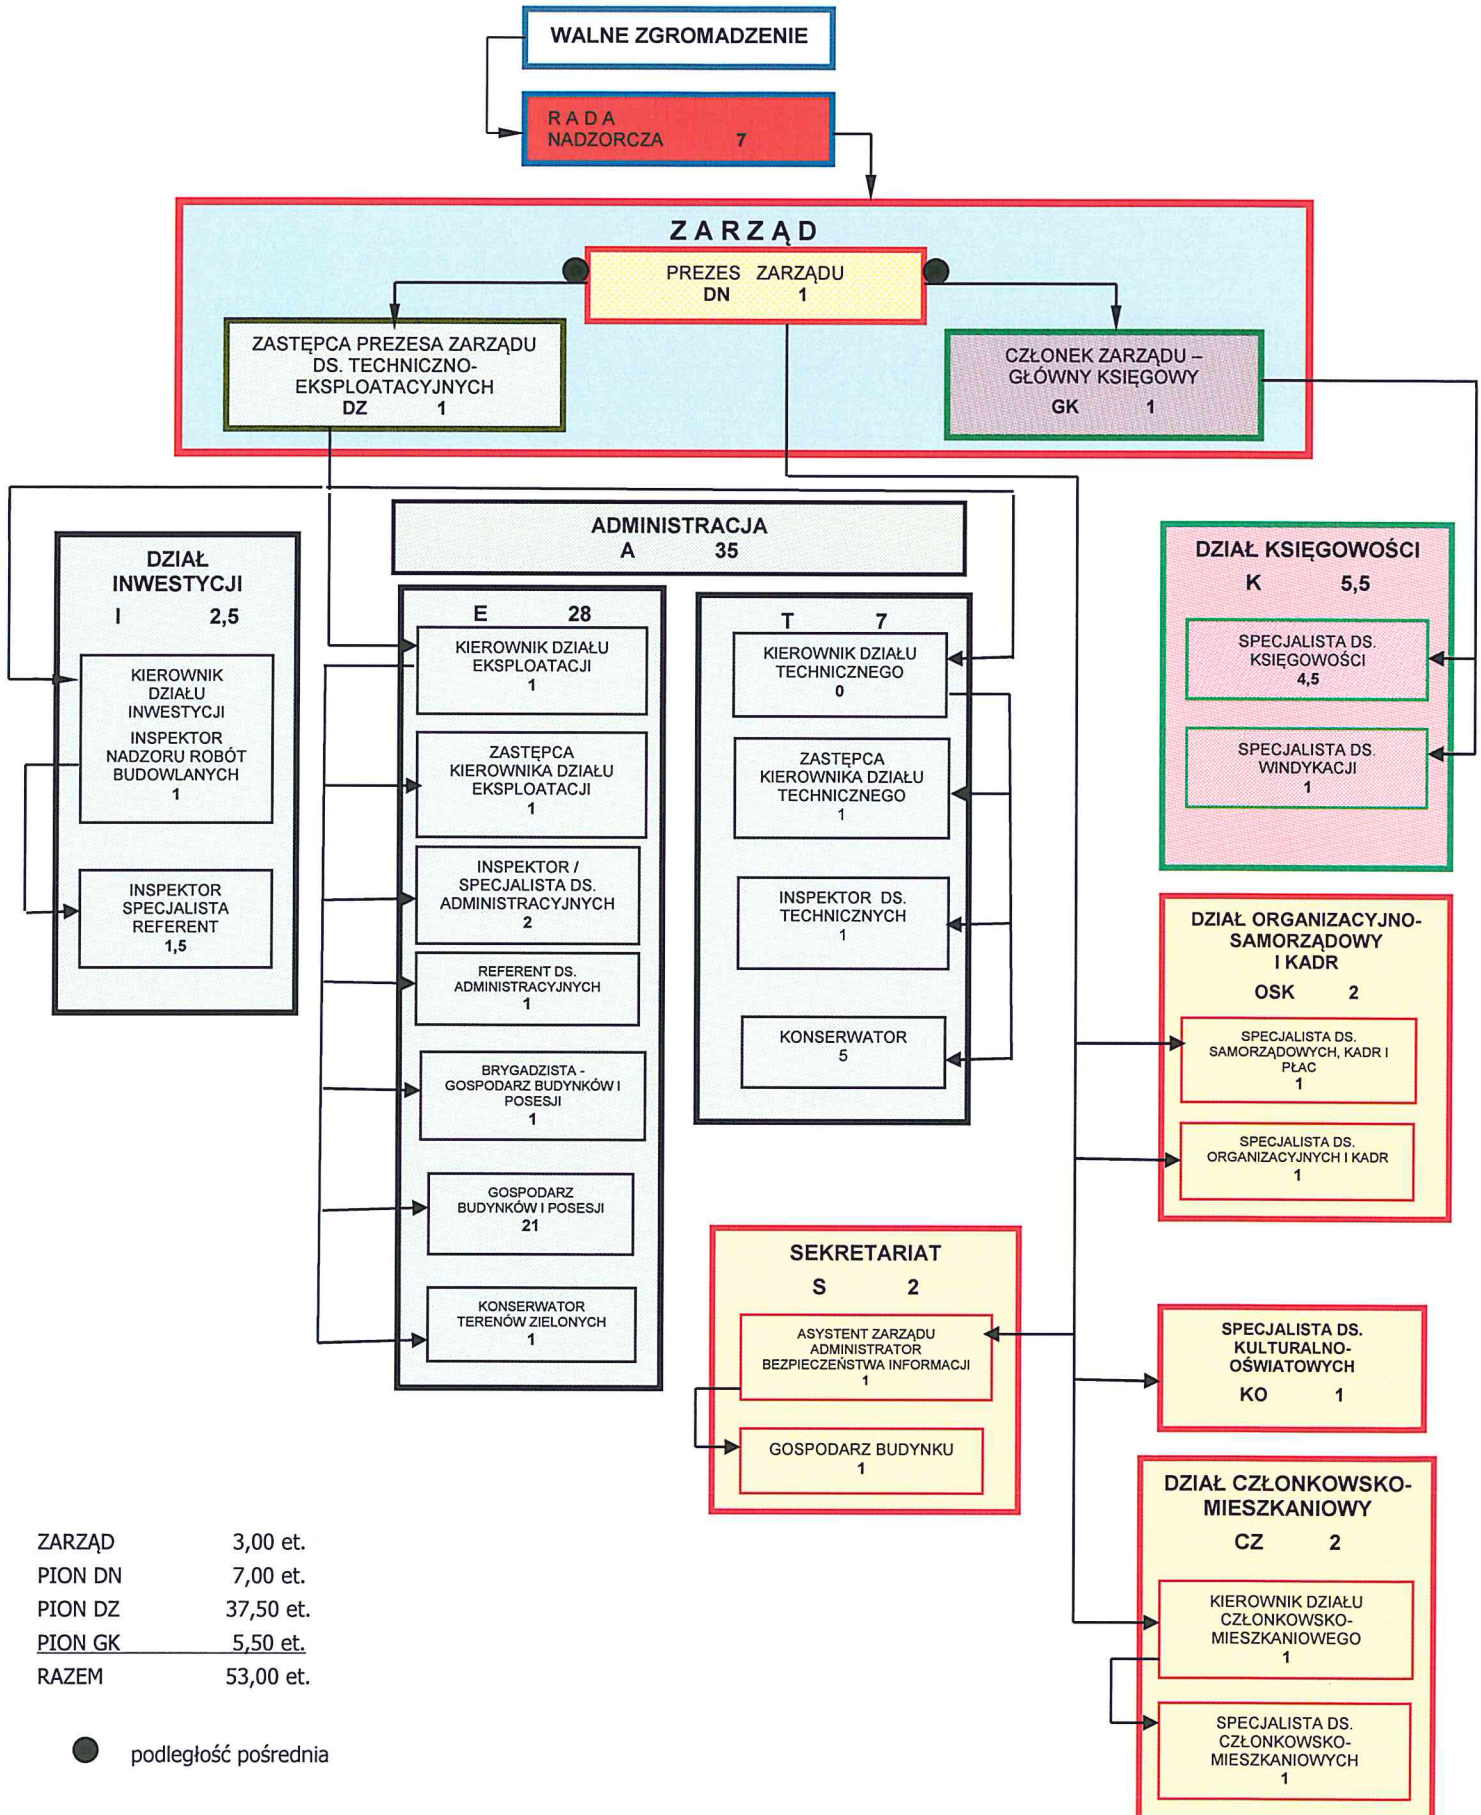 WALNE ZGROMADZENIE
R A D A
NADZORCZA 7
Z A R Z Ą D
PREZES ZARZĄDU
DN 1
ZASTĘPCA PREZESA ZARZĄDU
DS. TECHNICZNO-
EKSPLOATACYJNYCH
DZ 1
CZŁONEK ZARZĄDU –
GŁÓWNY KSIĘGOWY
GK 1
ADMINISTRACJA
A 35
DZIAŁ
INWESTYCJI
I 2,5
KIEROWNIK
DZIAŁU
INWESTYCJI
INSPEKTOR
NADZORU ROBÓT
BUDOWLANYCH
1
INSPEKTOR
SPECJALISTA
REFERENT
1,5
E 28
KIEROWNIK DZIAŁU
EKSPLOATACJI
1
ZASTĘPCA
KIEROWNIKA DZIAŁU
EKSPLOATACJI
1
INSPEKTOR /
SPECJALISTA DS.
ADMINISTRACYJNYCH
2
REFERENT DS.
ADMINISTRACYJNYCH
1
BRYGADZISTA -
GOSPODARZ BUDYNKÓW I
POSESJI
1
GOSPODARZ
BUDYNKÓW I POSESJI
21
KONSERWATOR
TERENÓW ZIELONYCH
1
T 7
KIEROWNIK DZIAŁU
TECHNICZNEGO
0
ZASTĘPCA
KIEROWNIKA DZIAŁU
TECHNICZNEGO
1
INSPEKTOR DS.
TECHNICZNYCH
1
KONSERWATOR
5
DZIAŁ KSIĘGOWOŚCI
K 5,5
SPECJALISTA DS.
KSIĘGOWOŚCI
4,5
SPECJALISTA DS.
WINDYKACJI
1
DZIAŁ ORGANIZACYJNO-
SAMORZĄDOWY
I KADR
OSK 2
SPECJALISTA DS.
SAMORZĄDOWYCH, KADR I
PŁAC
1
SPECJALISTA DS.
ORGANIZACYJNYCH I KADR
1
SEKRETARIAT
S 2
ASYSTENT ZARZĄDU
ADMINISTRATOR
BEZPIECZEŃSTWA INFORMACJI
1
GOSPODARZ BUDYNKU
1
SPECJALISTA DS.
KULTURALNO-
OŚWIATOWYCH
KO 1
DZIAŁ CZŁONKOWSKO-
MIESZKANIOWY
CZ 2
KIEROWNIK DZIAŁU
CZŁONKOWSKO-
MIESZKANIOWEGO
1
SPECJALISTA DS.
CZŁONKOWSKO-
MIESZKANIOWYCH
1
ZARZĄD 3,00 et.
PION DN 7,00 et.
PION DZ 37,50 et.
PION GK 5,50 et.
RAZEM 53,00 et.
podległość pośrednia